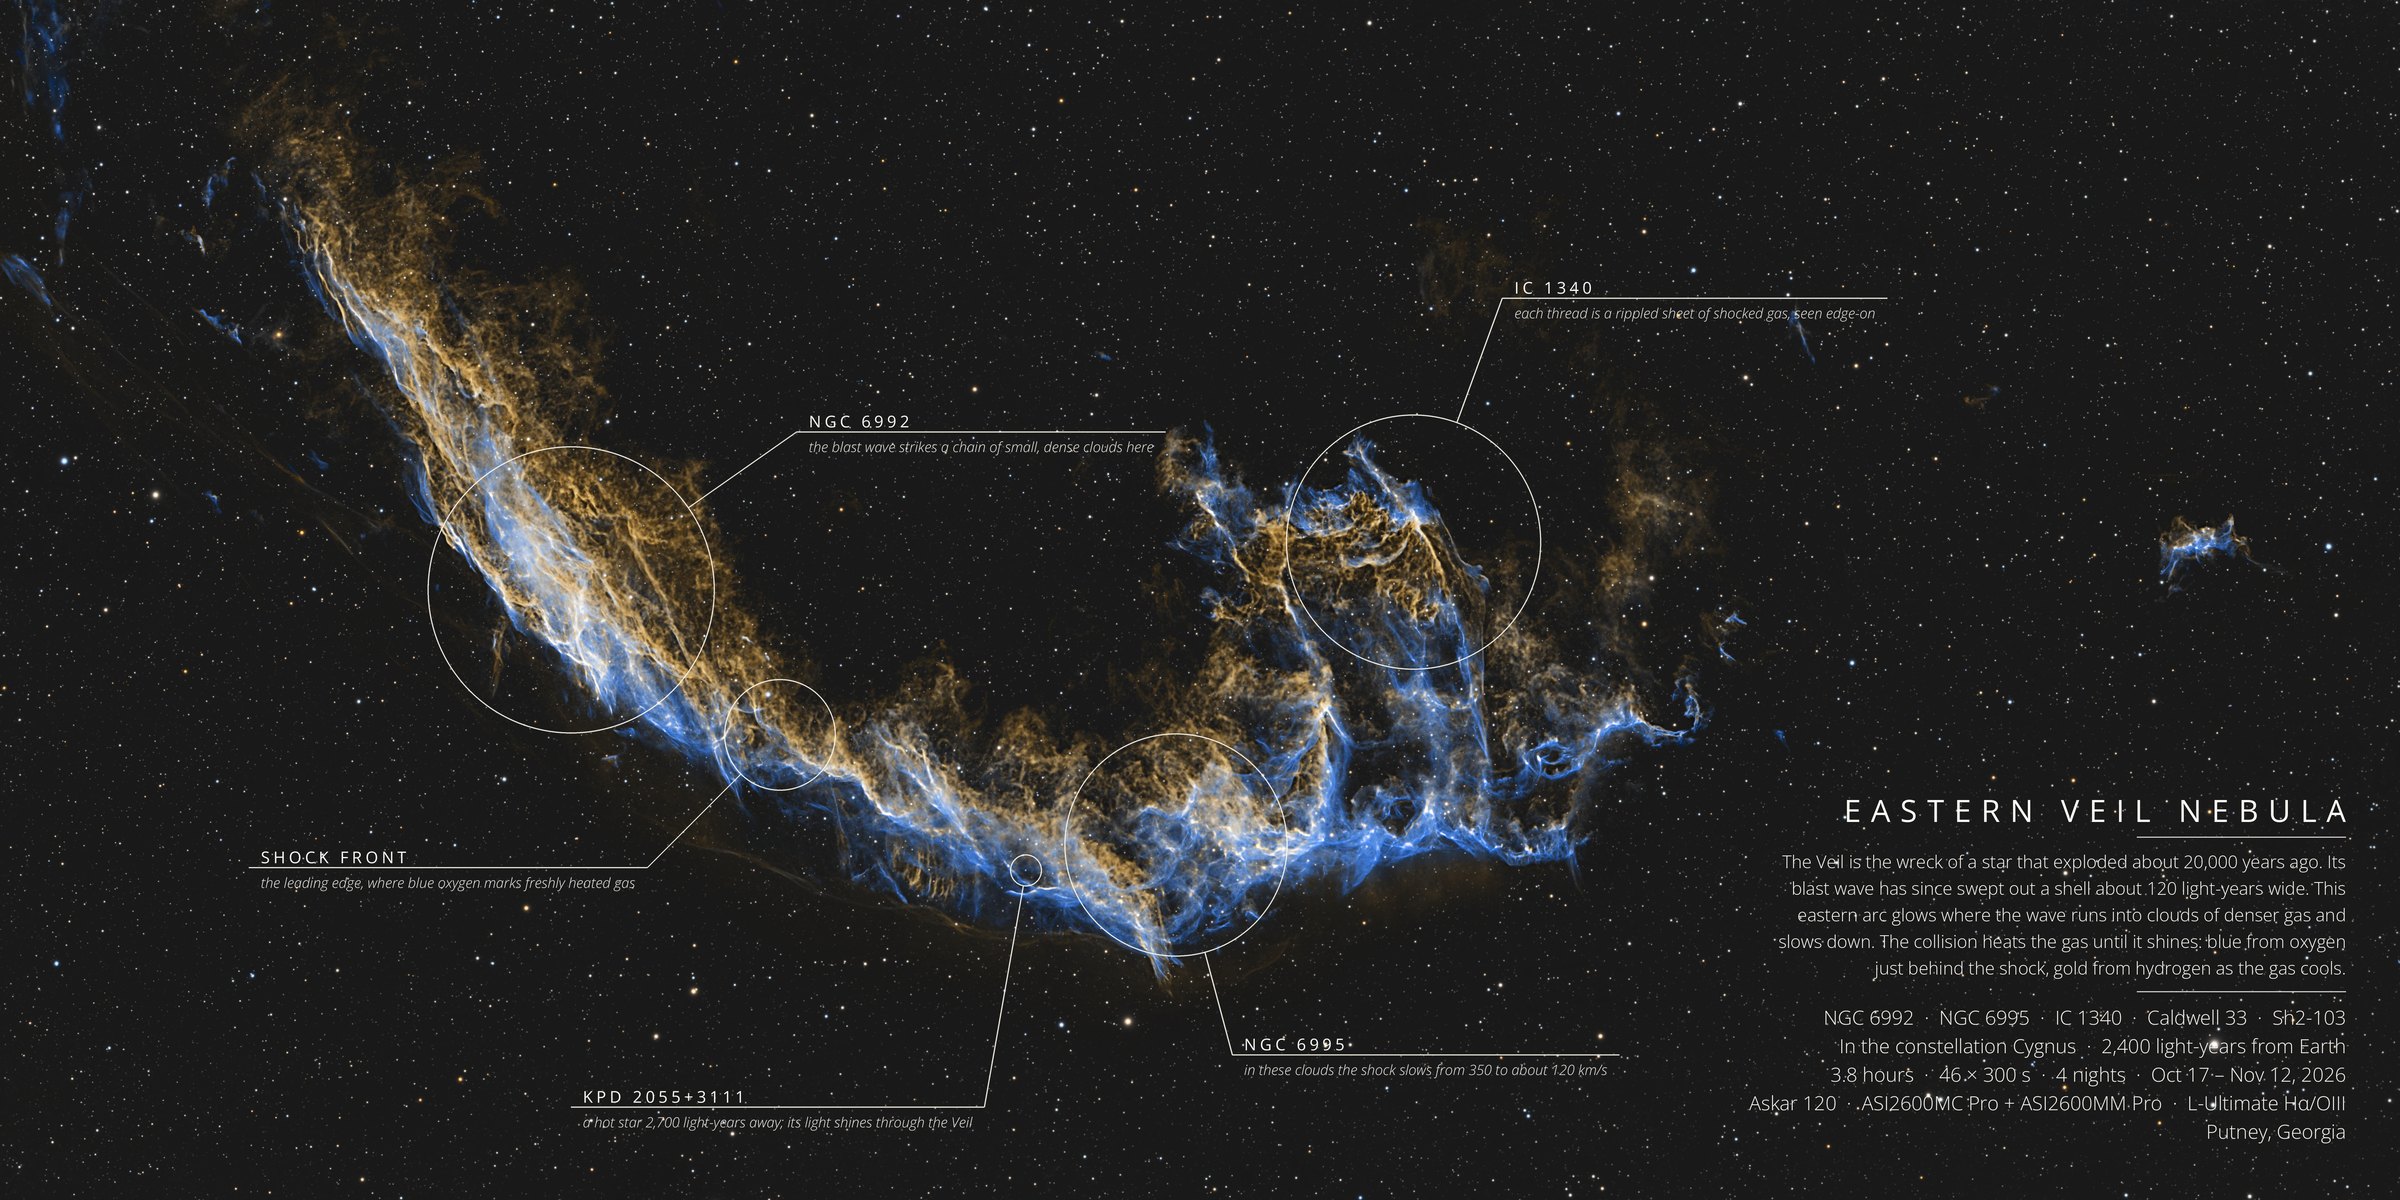 IC 1340
each thread is a rippled sheet of shocked gas, seen edge-on
NGC 6992
the blast wave strikes a chain of small, dense clouds here
SHOCK FRONT
the leading edge, where blue oxygen marks freshly heated gas
KPD 2055+3111
a hot star 2,700 light-years away; its light shines through the Veil
NGC 6995
in these clouds the shock slows from 350 to about 120 km/s
EASTERN VEIL NEBULA
The Veil is the wreck of a star that exploded about 20,000 years ago. Its
blast wave has since swept out a shell about 120 light-years wide. This
eastern arc glows where the wave runs into clouds of denser gas and
slows down. The collision heats the gas until it shines: blue from oxygen
just behind the shock, gold from hydrogen as the gas cools.
NGC 6992 · NGC 6995 · IC 1340 · Caldwell 33 · Sh2-103
In the constellation Cygnus · 2,400 light-years from Earth
3.8 hours · 46 × 300 s · 4 nights · Oct 17 – Nov 12, 2026
Askar 120 · ASI2600MC Pro + ASI2600MM Pro · L-Ultimate Hα/OIII
Putney, Georgia